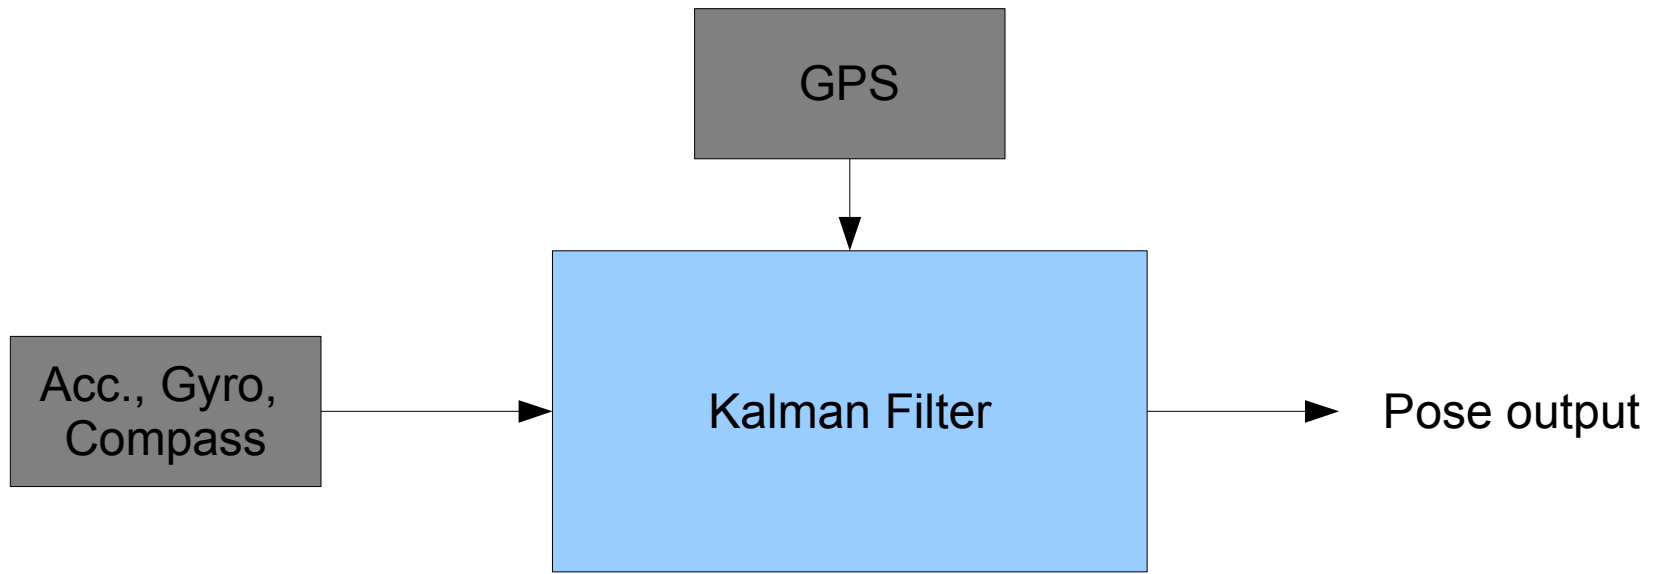 GPS
Acc., Gyro,
Compass
Kalman Filter
Pose output